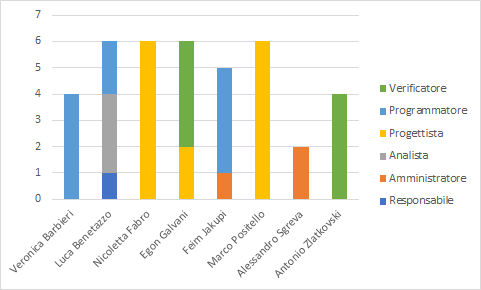 7
6
5
4
3
2
1
0
Veronica Barbieri
Luca Benetazzo
Nicoletta Fabro
Egon Galvani
Feim Jakupi
Marco Positello
Alessandro Sgreva
Antonio Zlatkovski
Verificatore
Programmatore
Progettista
Analista
Amministratore
Responsabile